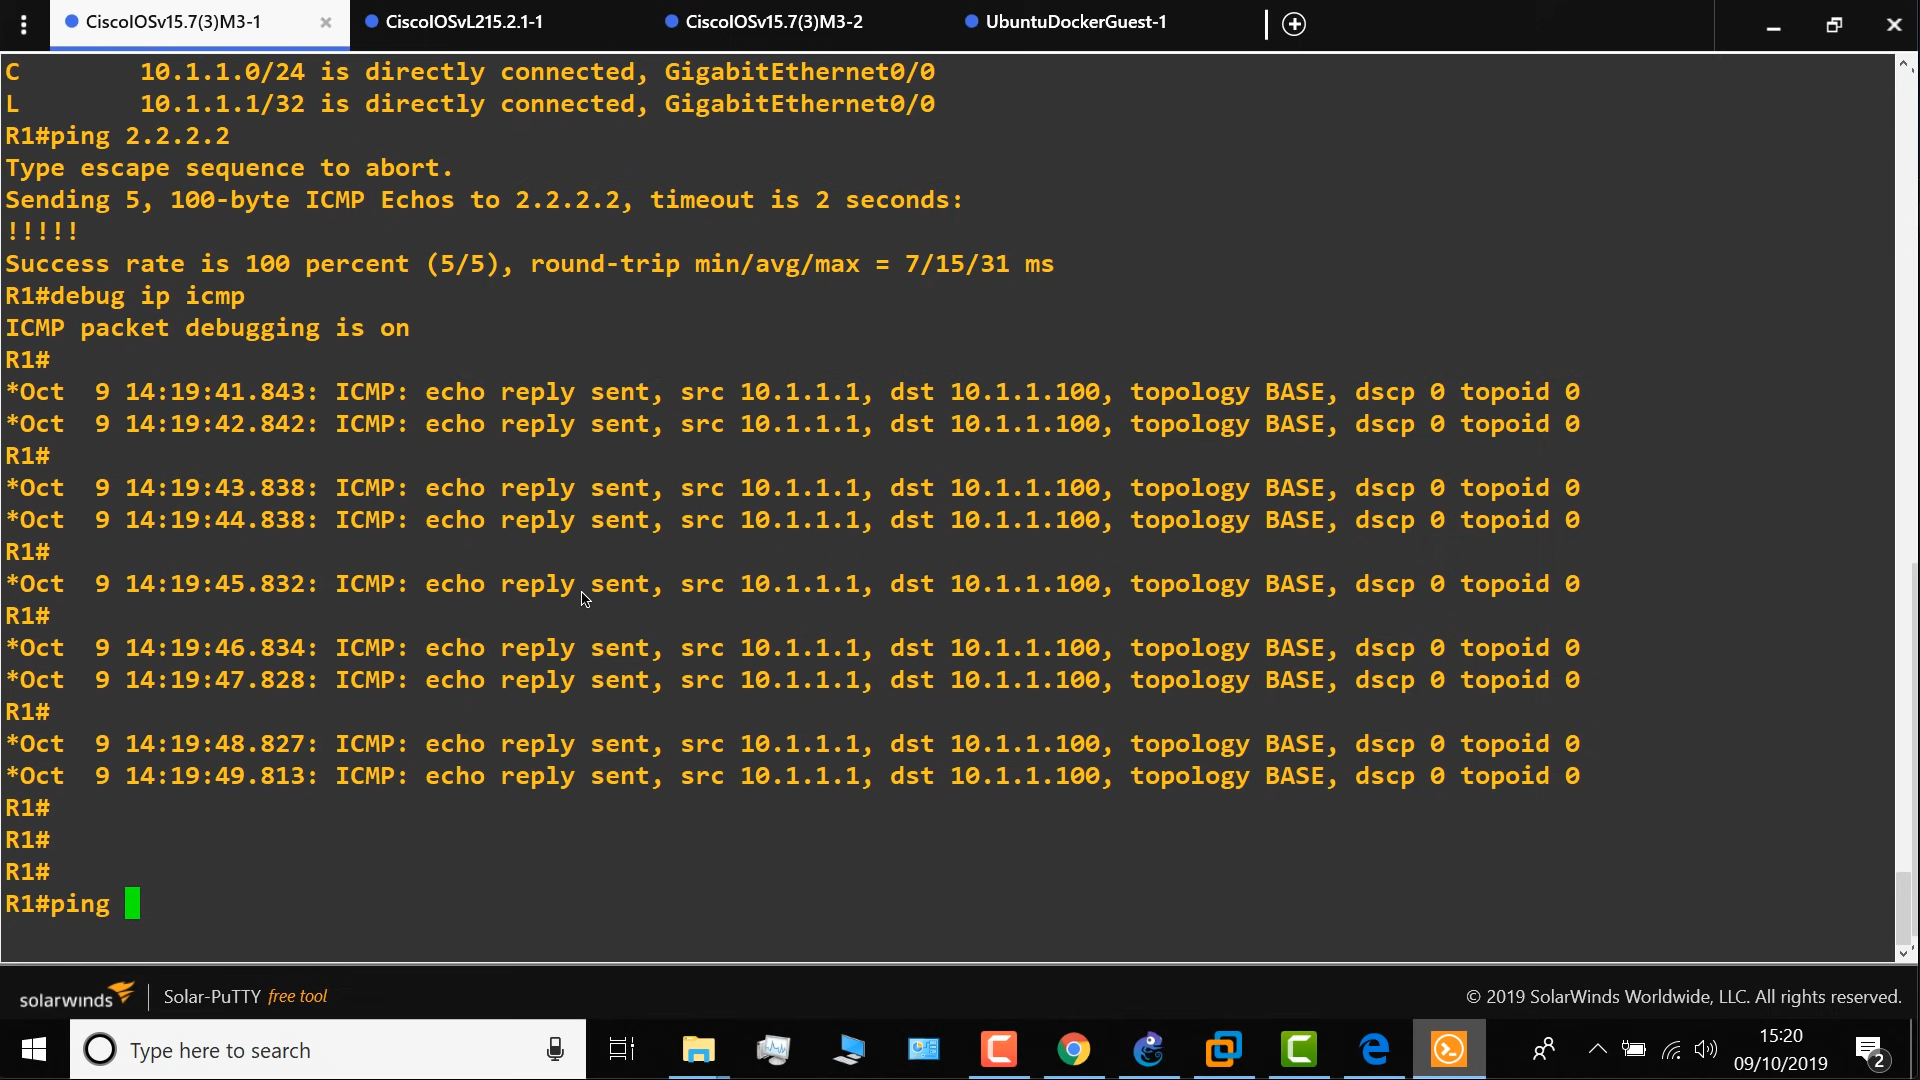 CiscoIOSv15.7(3)M3-1
CiscoIOSvL215.2.1-1
CiscoIOSv15.7(3)M3-2
UbuntuDockerGuest-1
C        10.1.1.0/24 is directly connected, GigabitEthernet0/0
L        10.1.1.1/32 is directly connected, GigabitEthernet0/0
R1#ping 2.2.2.2
Type escape sequence to abort.
Sending 5, 100-byte ICMP Echos to 2.2.2.2, timeout is 2 seconds:
!!!!!
Success rate is 100 percent (5/5), round-trip min/avg/max = 7/15/31 ms
R1#debug ip icmp
ICMP packet debugging is on
R1#
*Oct  9 14:19:41.843: ICMP: echo reply sent, src 10.1.1.1, dst 10.1.1.100, topology BASE, dscp 0 topoid 0
*Oct  9 14:19:42.842: ICMP: echo reply sent, src 10.1.1.1, dst 10.1.1.100, topology BASE, dscp 0 topoid 0
R1#
*Oct  9 14:19:43.838: ICMP: echo reply sent, src 10.1.1.1, dst 10.1.1.100, topology BASE, dscp 0 topoid 0
*Oct  9 14:19:44.838: ICMP: echo reply sent, src 10.1.1.1, dst 10.1.1.100, topology BASE, dscp 0 topoid 0
R1#
*Oct  9 14:19:45.832: ICMP: echo reply sent, src 10.1.1.1, dst 10.1.1.100, topology BASE, dscp 0 topoid 0
R1#
*Oct  9 14:19:46.834: ICMP: echo reply sent, src 10.1.1.1, dst 10.1.1.100, topology BASE, dscp 0 topoid 0
*Oct  9 14:19:47.828: ICMP: echo reply sent, src 10.1.1.1, dst 10.1.1.100, topology BASE, dscp 0 topoid 0
R1#
*Oct  9 14:19:48.827: ICMP: echo reply sent, src 10.1.1.1, dst 10.1.1.100, topology BASE, dscp 0 topoid 0
*Oct  9 14:19:49.813: ICMP: echo reply sent, src 10.1.1.1, dst 10.1.1.100, topology BASE, dscp 0 topoid 0
R1#
R1#
R1#
R1#ping
solarwinds
Solar-PuTTY free tool
© 2019 SolarWinds Worldwide, LLC. All rights reserved.
Type here to search
15:20
09/10/2019
2